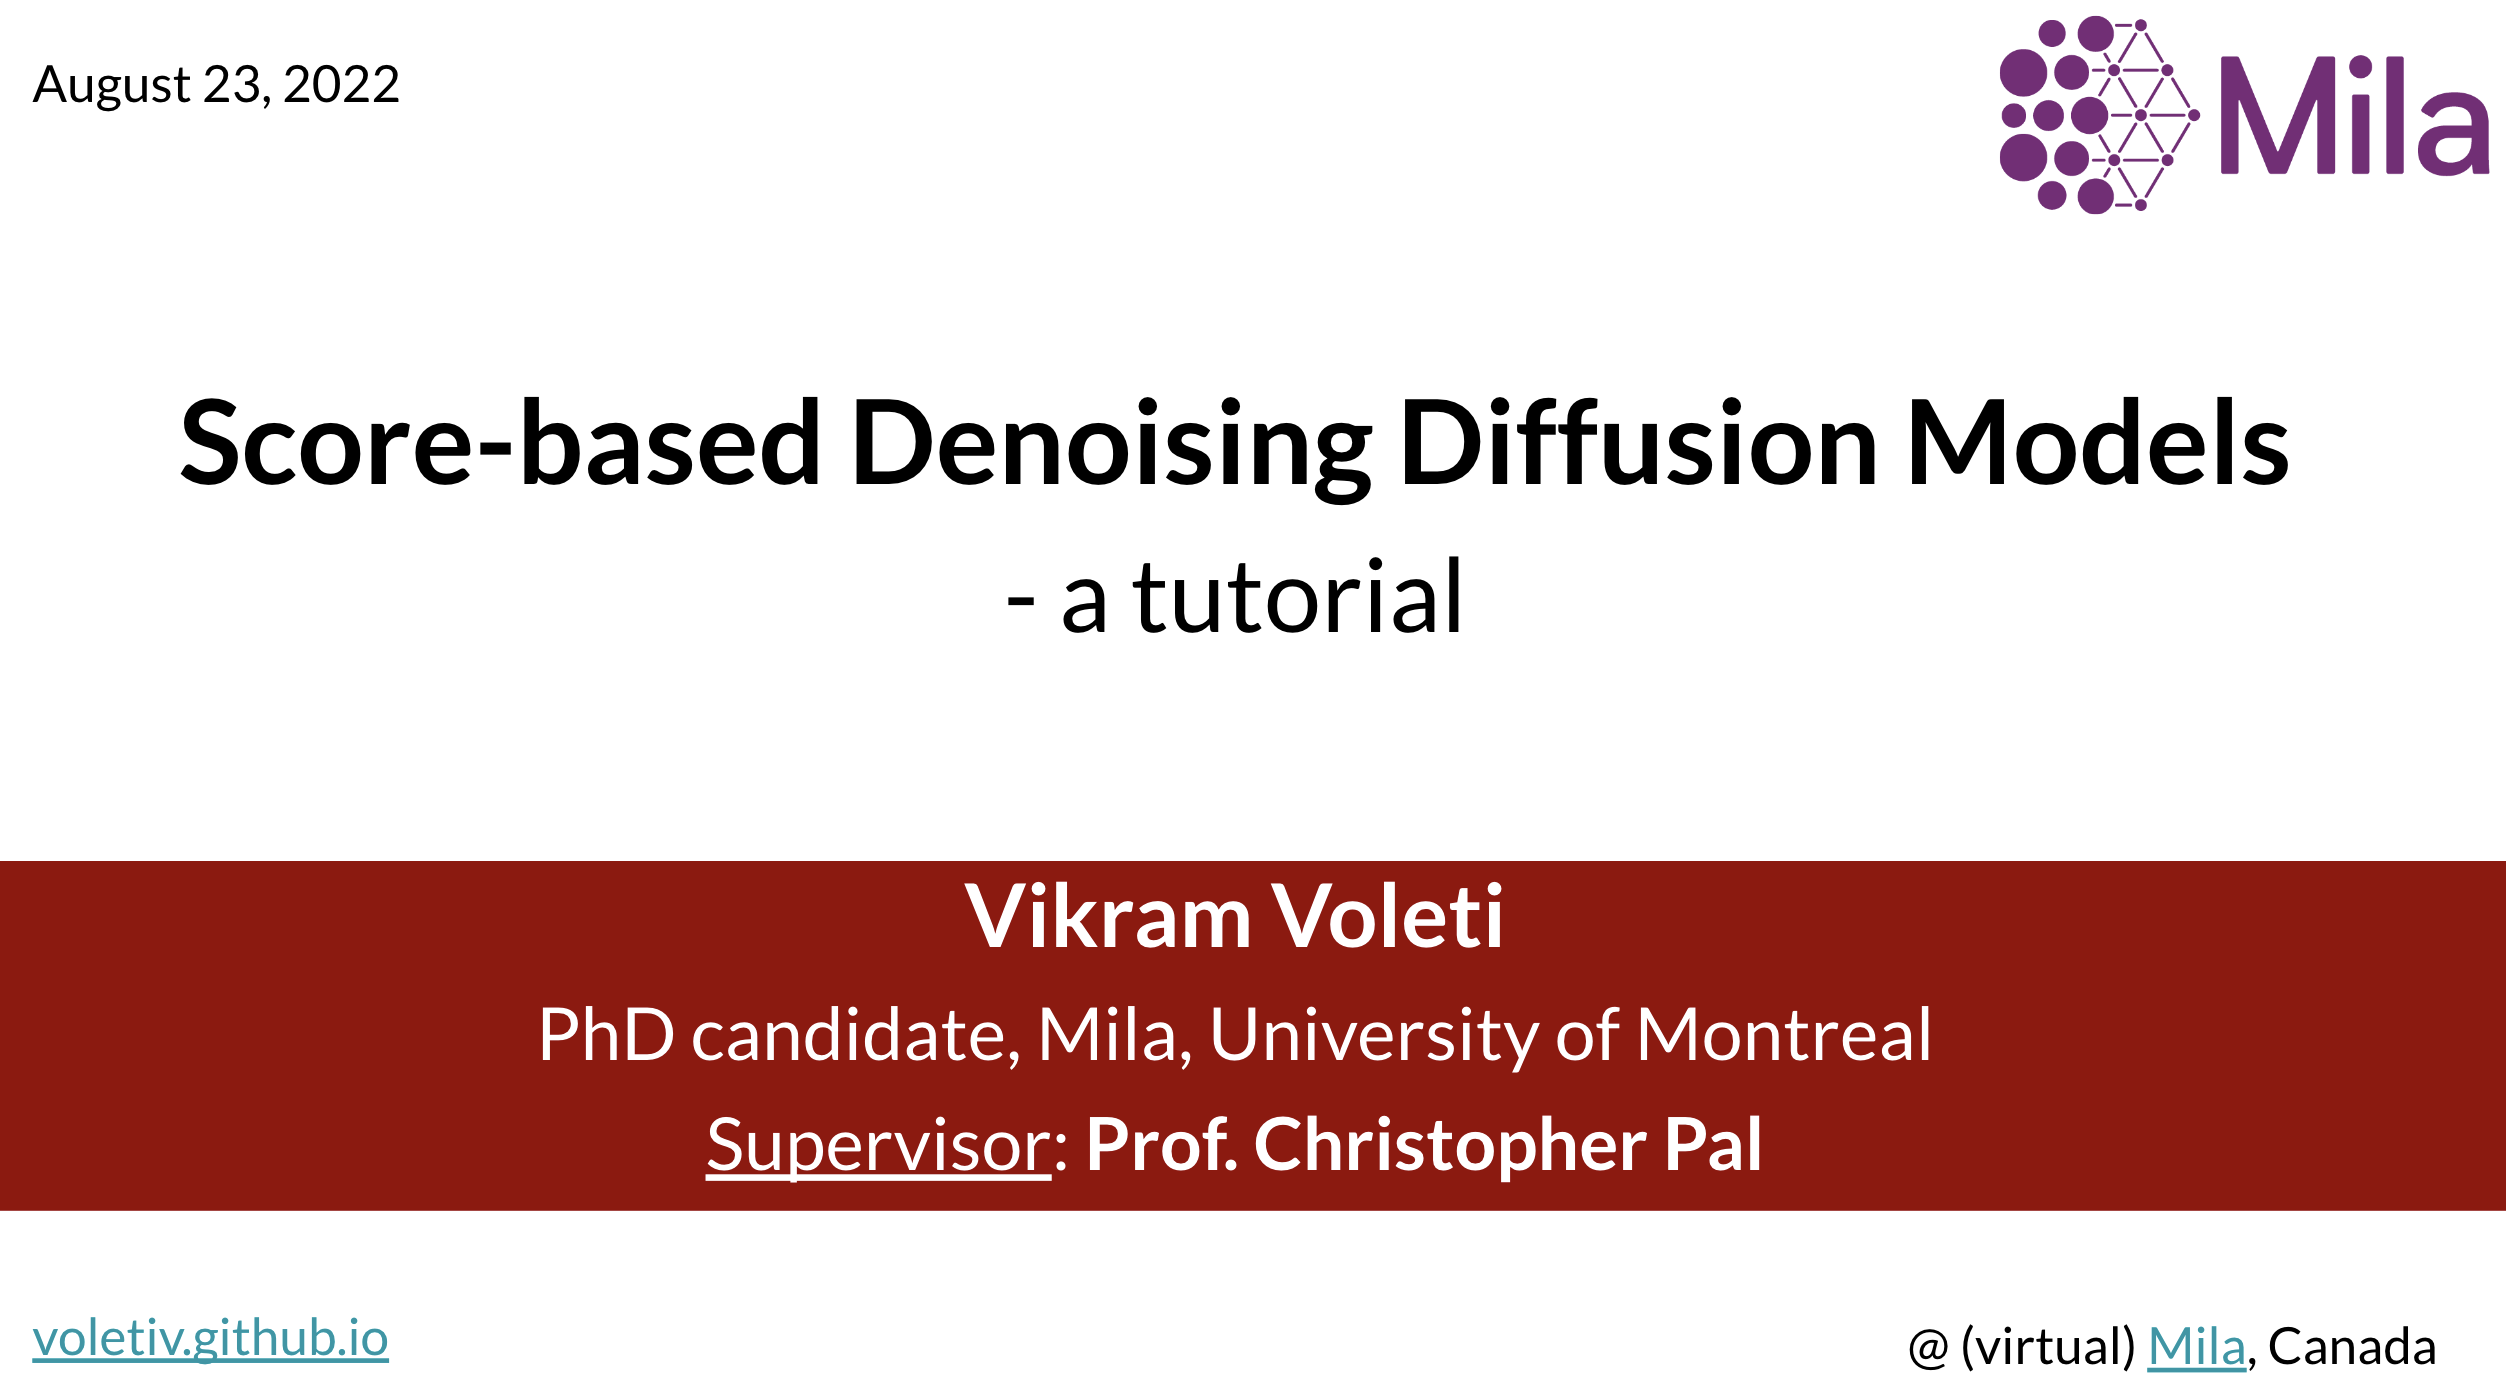 August 23, 2022
Mila
Score-based Denoising Diffusion Models
- a tutorial
Vikram Voleti
PhD candidate, Mila, University of Montreal
Supervisor: Prof. Christopher Pal
voletiv.github.io
@ (virtual) Mila, Canada